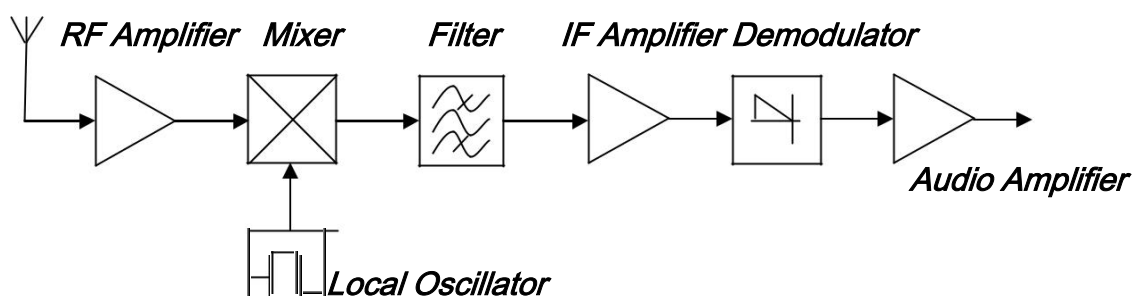 RF Amplifier Mixer Filter IF Amplifier Demodulator
Audio Amplifier
Local Oscillator